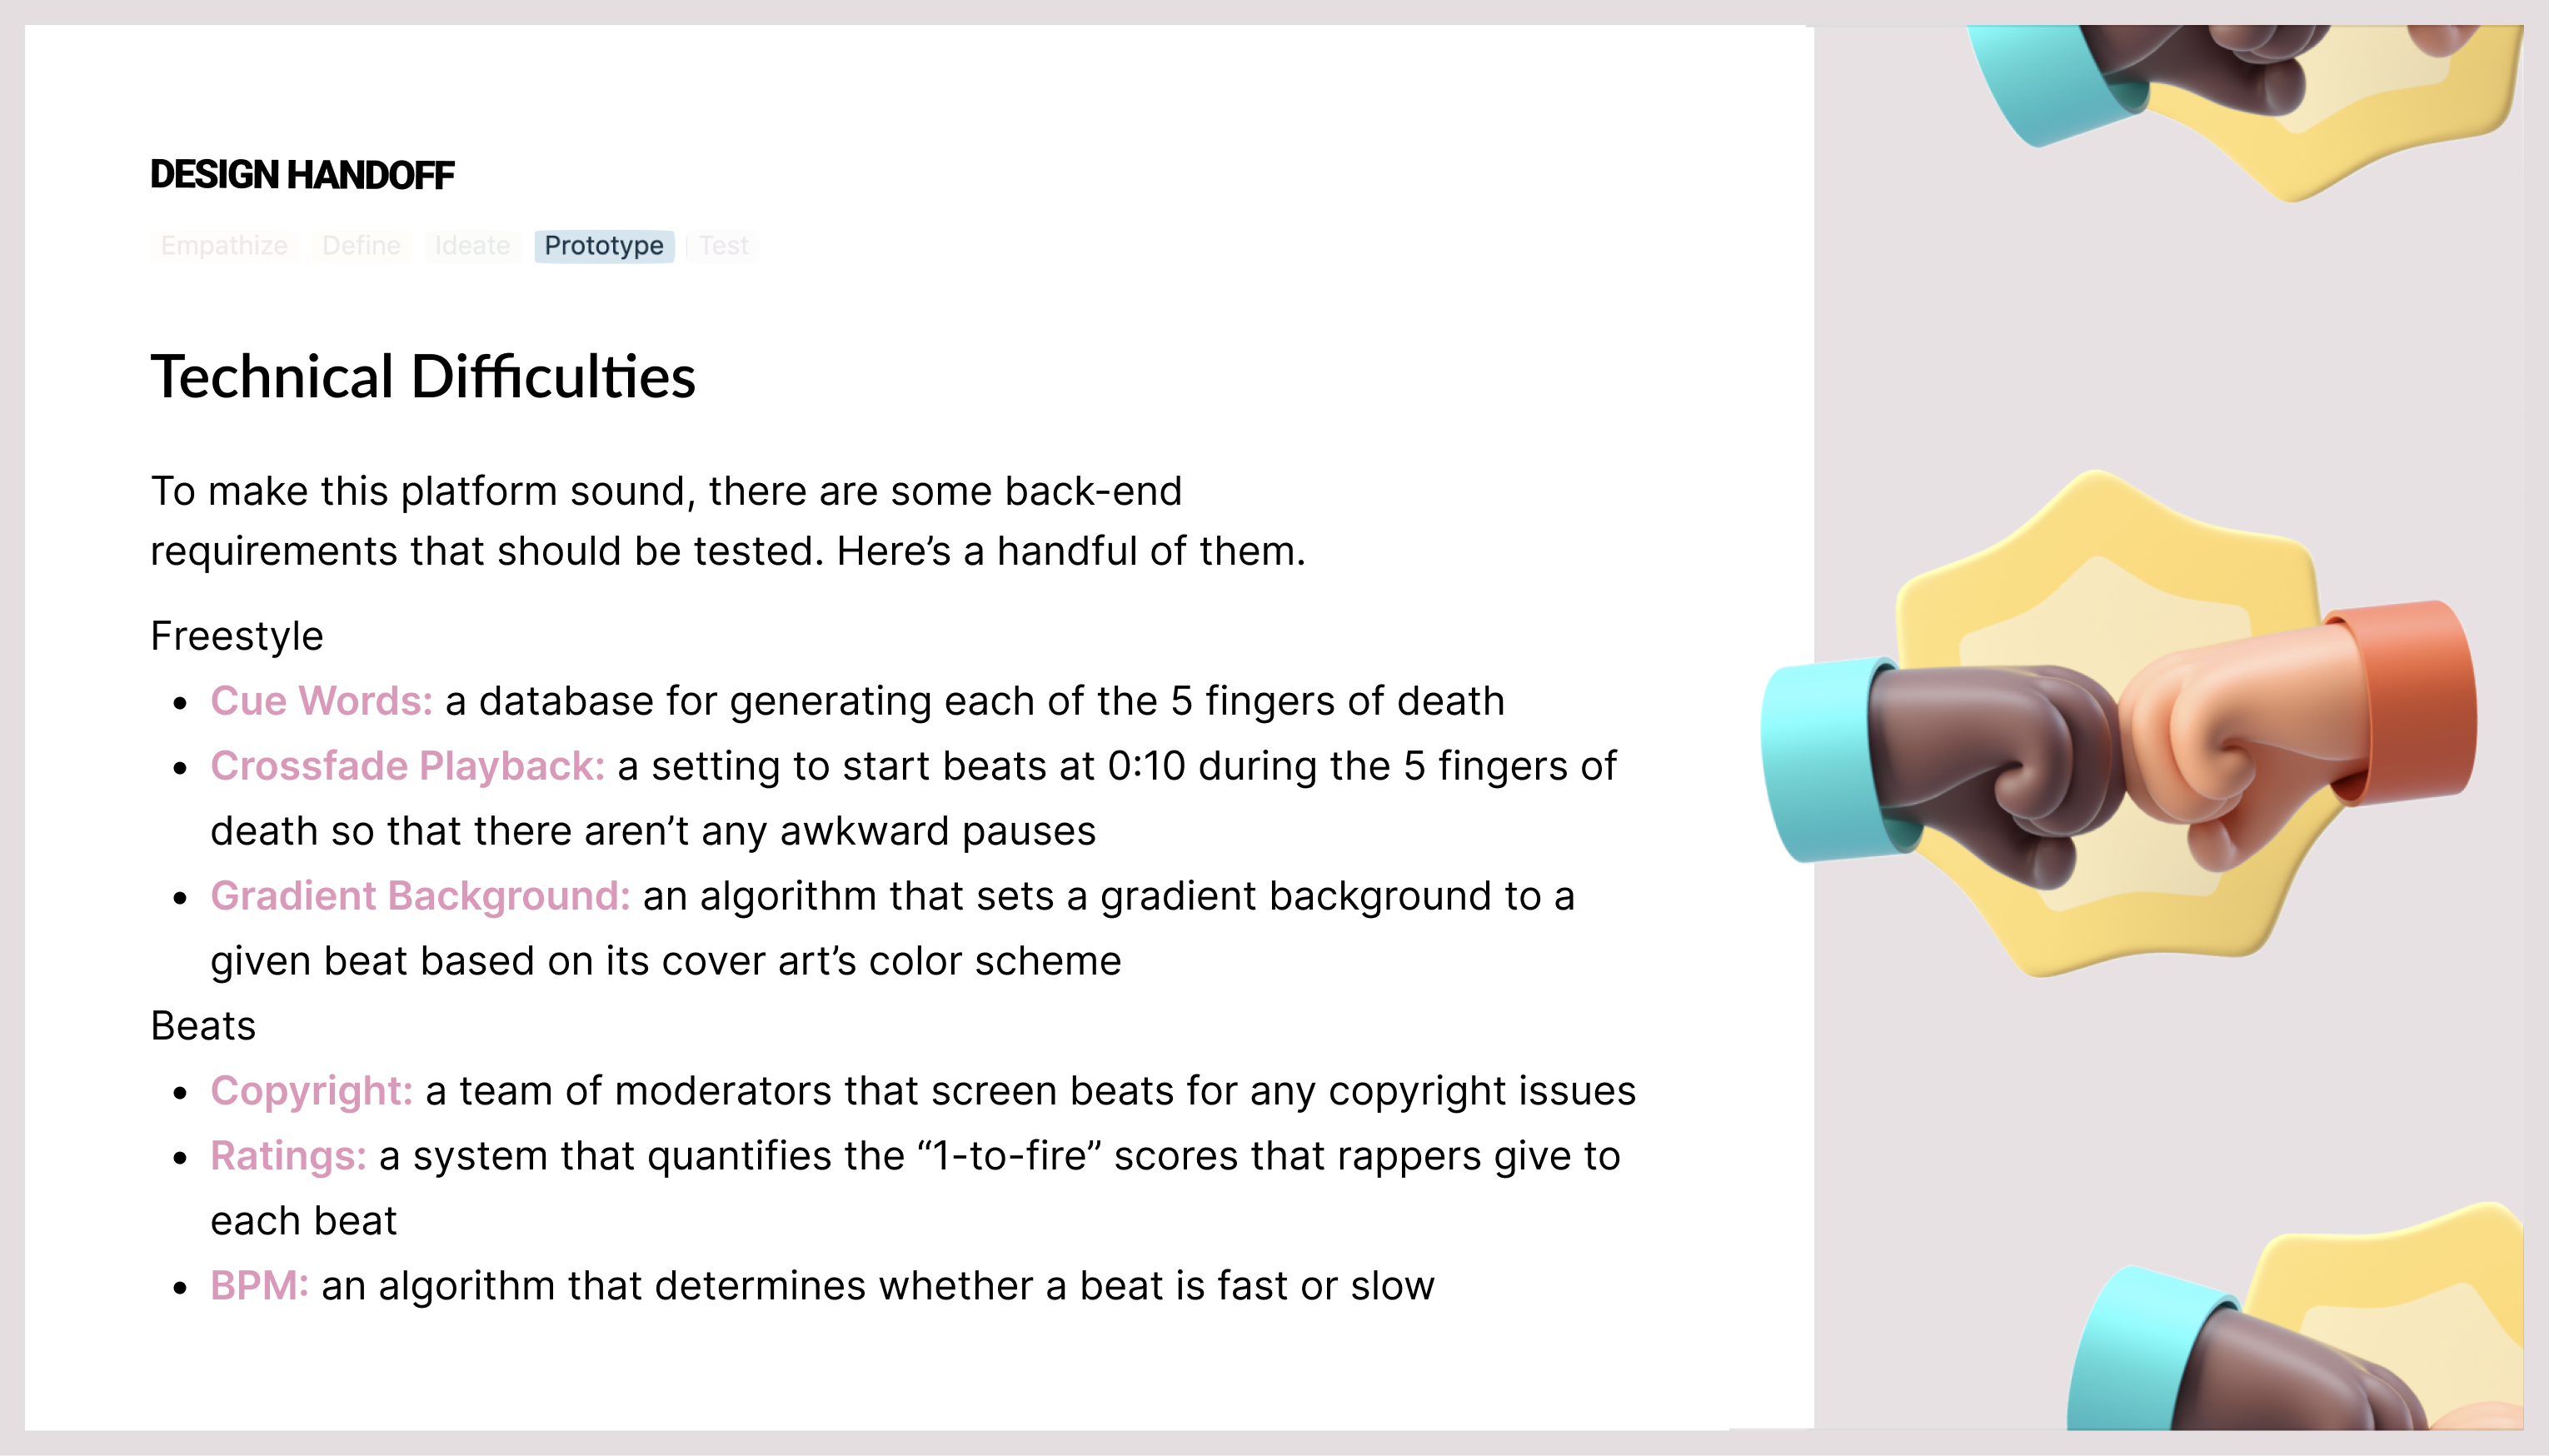 DESIGN HANDOFF
Empathize Define Ideate Prototype Test
Technical Difficulties
To make this platform sound, there are some back-end
requirements that should be tested. Here’s a handful of them.
Freestyle
• Cue Words: a database for generating each of the 5 fingers of death
• Crossfade Playback: a setting to start beats at 0:10 during the 5 fingers of
death so that there aren’t any awkward pauses
• Gradient Background: an algorithm that sets a gradient background to a
given beat based on its cover art’s color scheme
Beats
• Copyright: a team of moderators that screen beats for any copyright issues
• Ratings: a system that quantifies the “1-to-fire” scores that rappers give to
each beat
• BPM: an algorithm that determines whether a beat is fast or slow